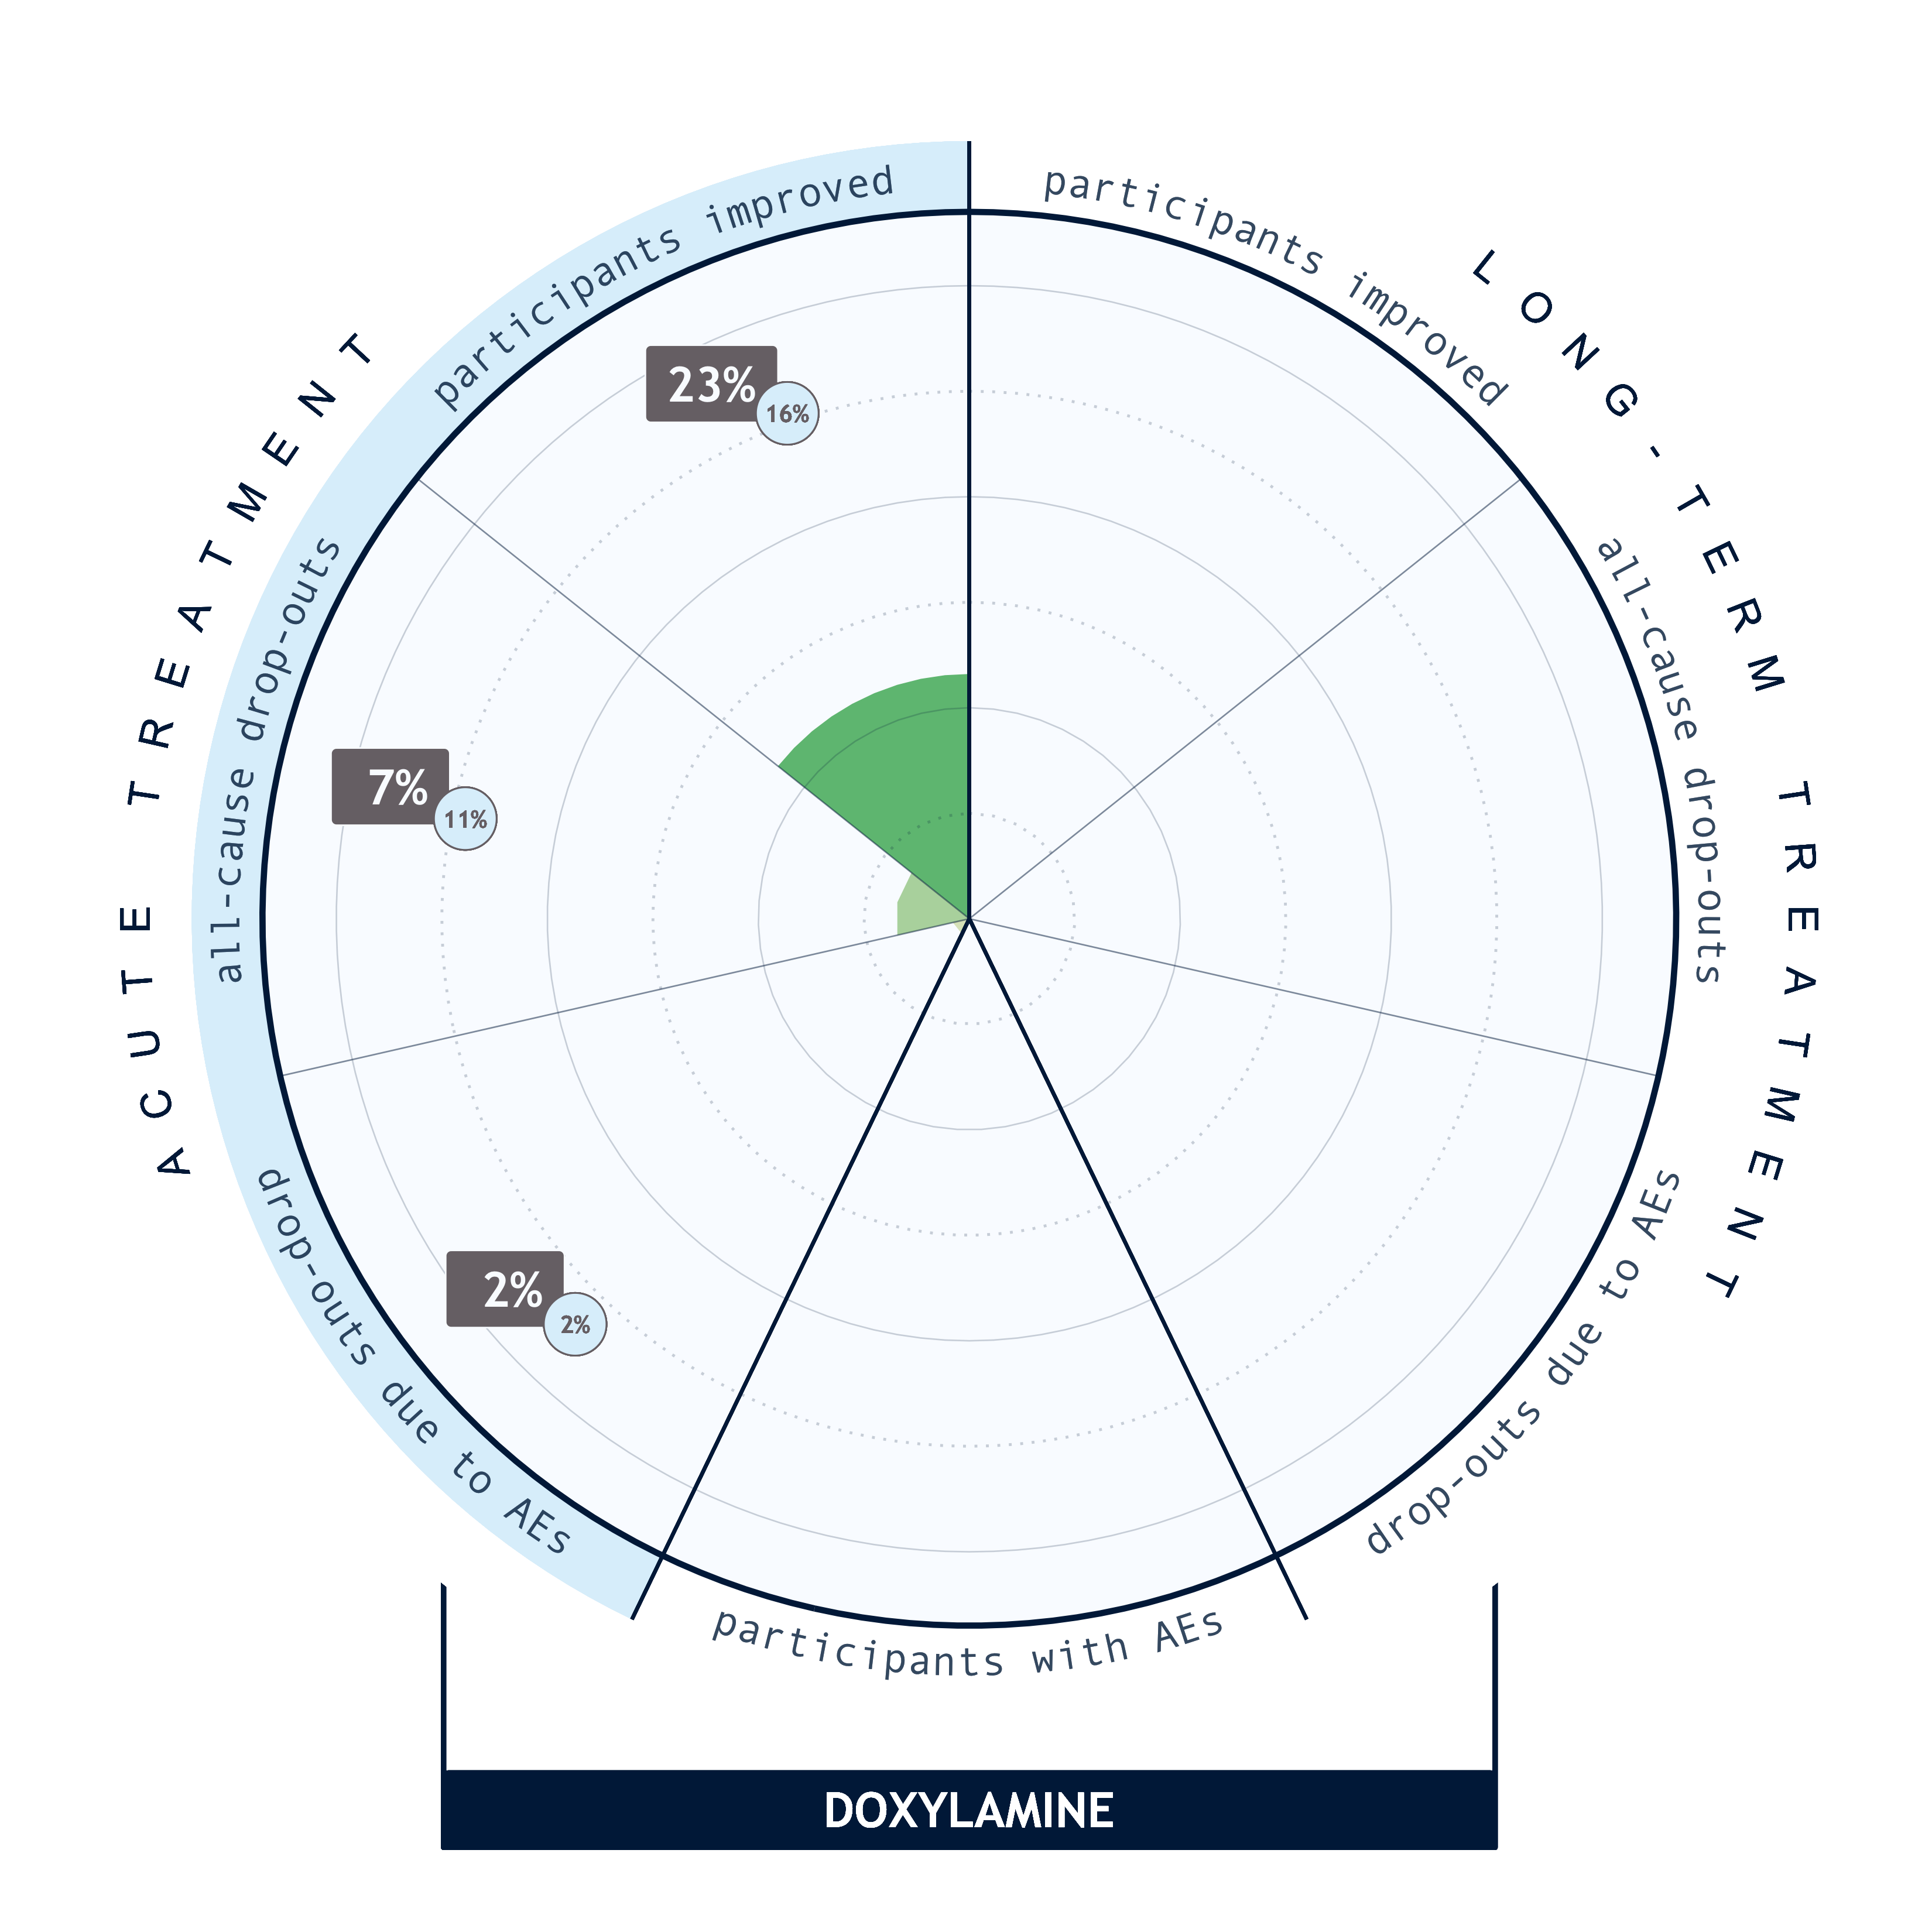 ACUTE TREATMENT
LONG-TERM TREATMENT
participants improved
participants improved
23%
16%
all-cause drop-outs
all-cause drop-outs
7%
11%
drop-outs due to AEs
drop-outs due to AEs
2%
2%
participants with AEs
DOXYLAMINE